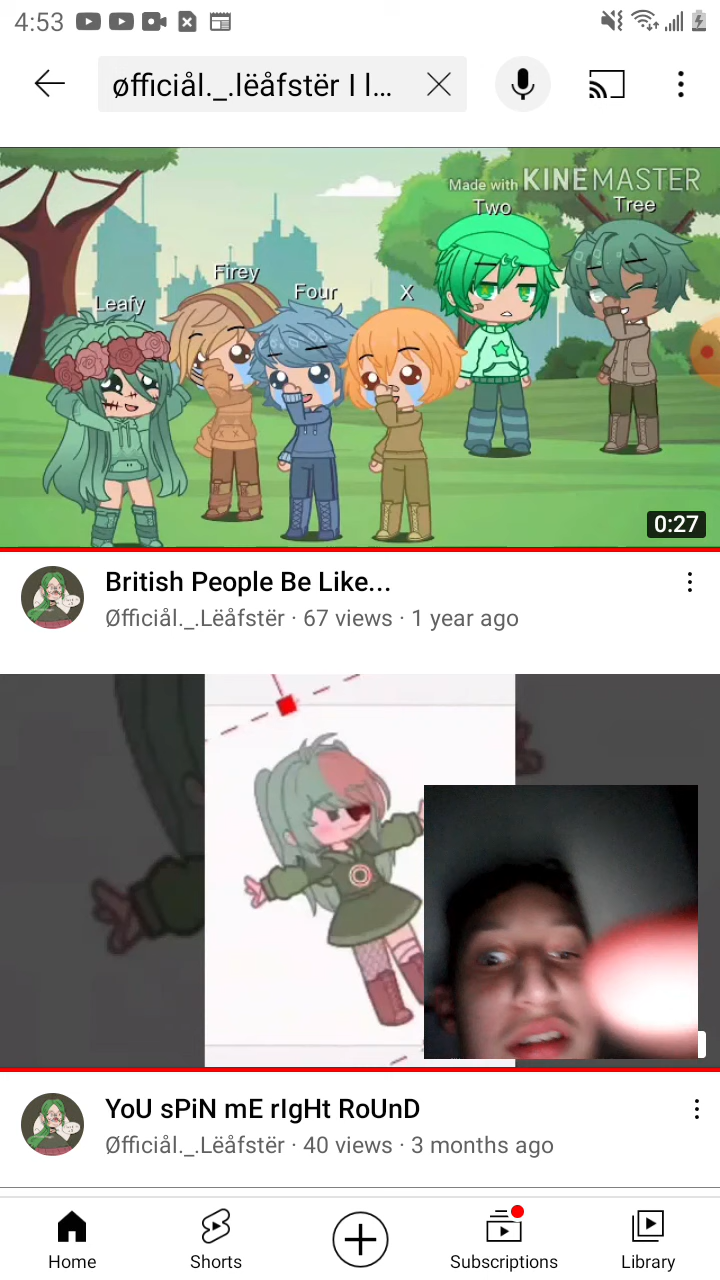 4:53
øfficiål._.lëåfstër I l...
Made with KINEMASTER
Two
Tree
Firey
Four
X
Leafy
0:27
British People Be Like...
Øfficiål._.Lëåfstër · 67 views · 1 year ago
YoU sPiN mE rIgHt RoUnD
Øfficiål._.Lëåfstër · 40 views · 3 months ago
Home
Shorts
Subscriptions
Library